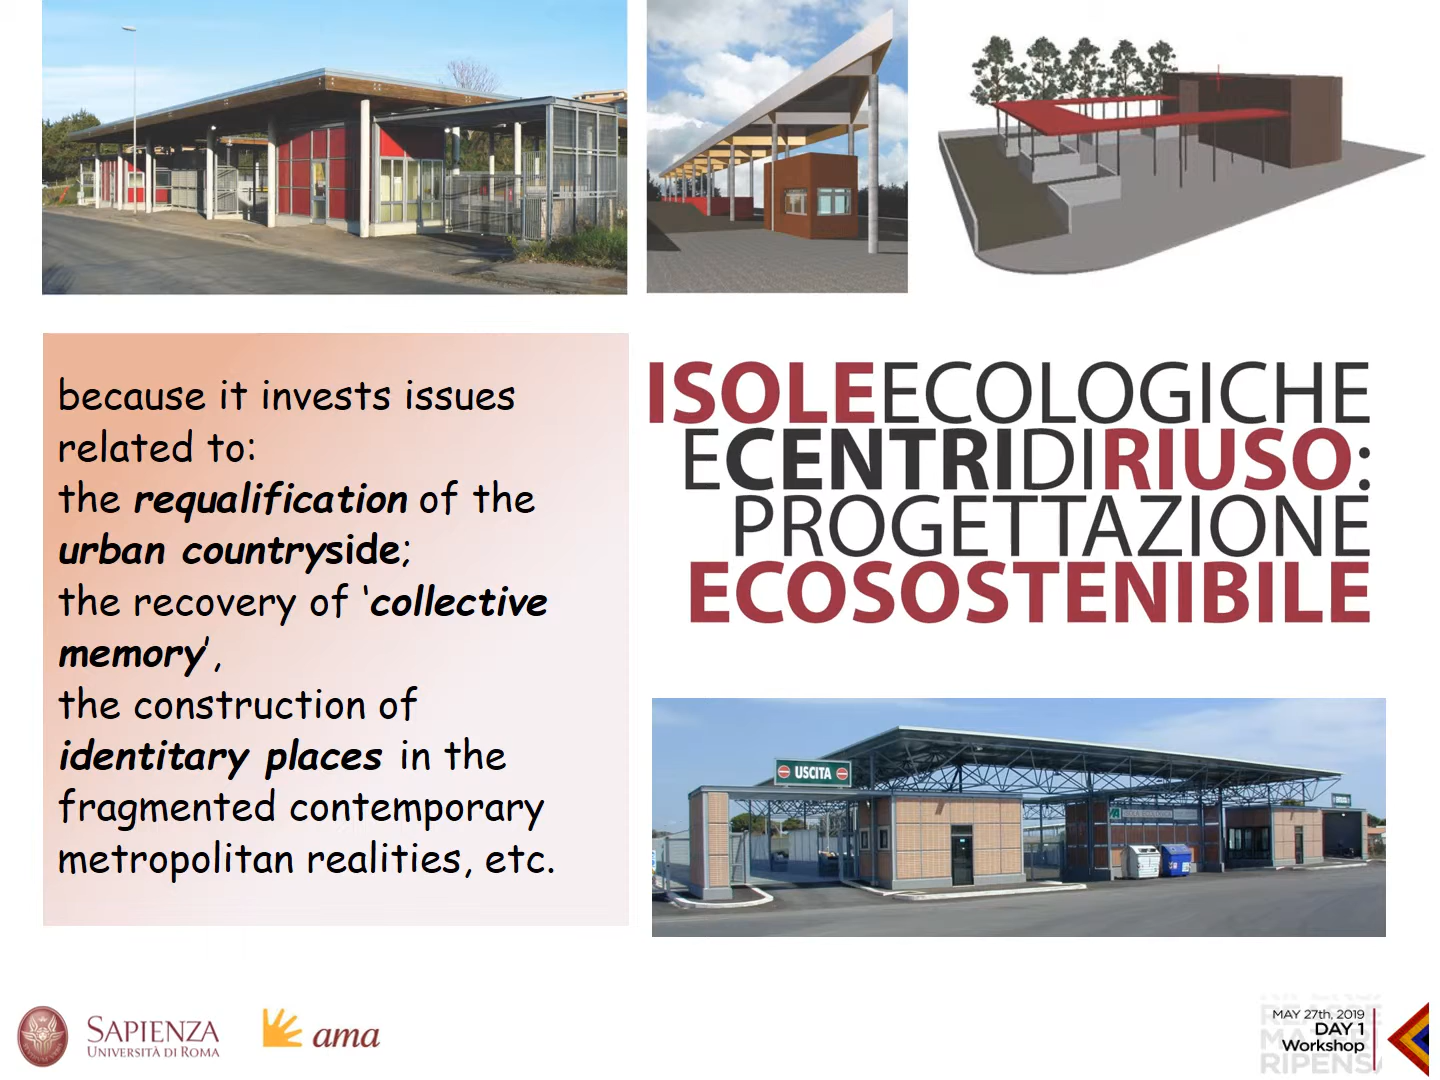 because it invests issues
related to:
the requalification of the
urban countryside;
the recovery of ‘collective
memory’,
the construction of
identitary places in the
fragmented contemporary
metropolitan realities, etc.
ISOLEECOLOGICHE
ECENTRIDIRIUSO:
PROGETTAZIONE
ECOSOSTENIBILE
USCITA
SAPIENZA
UNIVERSITÀ DI ROMA
ama
MAY 27th, 2019
DAY 1
Workshop
RIPENSA